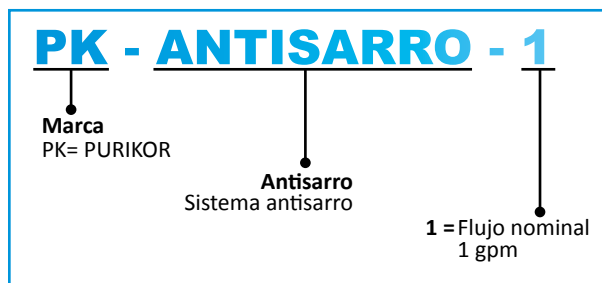 PK - ANTISARRO - 1
Marca
PK= PURIKOR
Antisarro
Sistema antisarro
1 = Flujo nominal
1 gpm